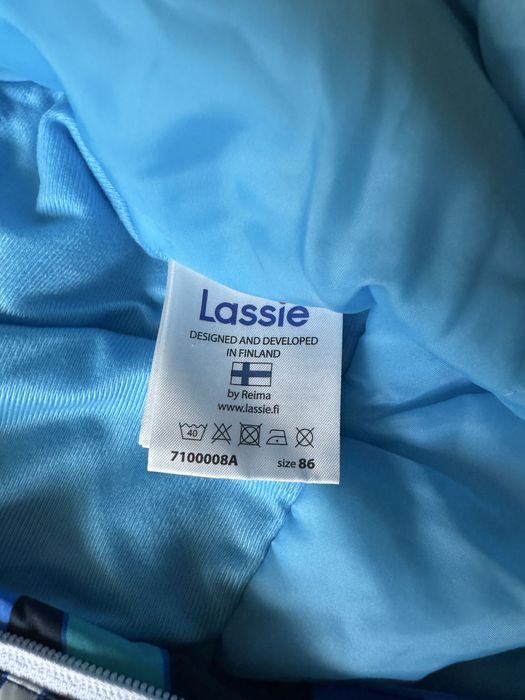 Lassie
DESIGNED AND DEVELOPED
IN FINLAND
by Reima
www.lassie.fi
40
7100008A size 86